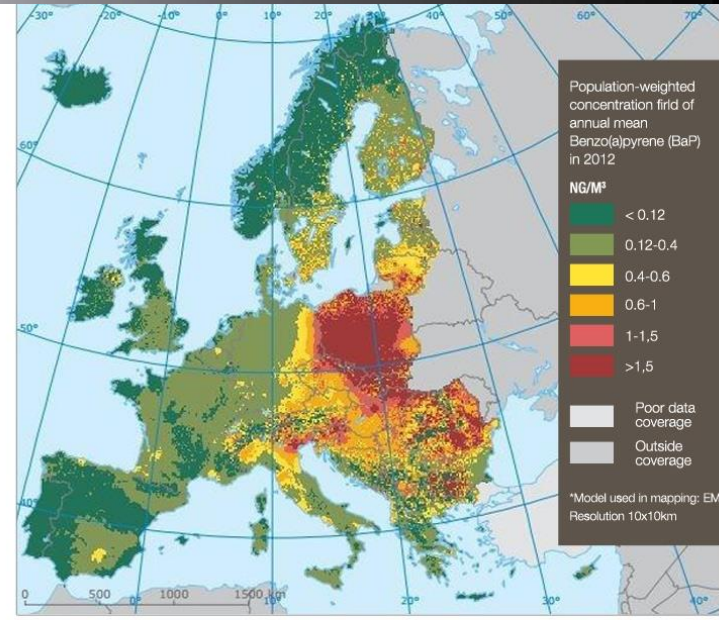 -30°
-20°
-10°
0°
10°
20°
30°
40°
50°
60°
70°
60°
50°
40°
Population-weighted
concentration firld of
annual mean
Benzo(a)pyrene (BaP)
in 2012
NG/M³
< 0.12
0.12-0.4
0.4-0.6
0.6-1
1-1,5
>1,5
Poor data
coverage
Outside
coverage
*Model used in mapping: EM
Resolution 10x10km
0 500 1000 1500 km
0° 10° 20° 30° 40°